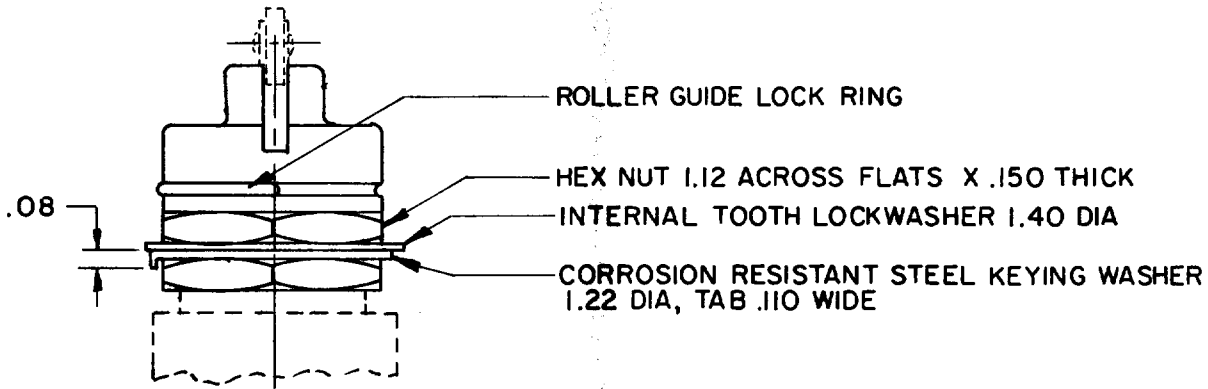 ROLLER GUIDE LOCK RING
HEX NUT 1.12 ACROSS FLATS X .150 THICK
.08
INTERNAL TOOTH LOCKWASHER 1.40 DIA
CORROSION RESISTANT STEEL KEYING WASHER
1.22 DIA, TAB .110 WIDE